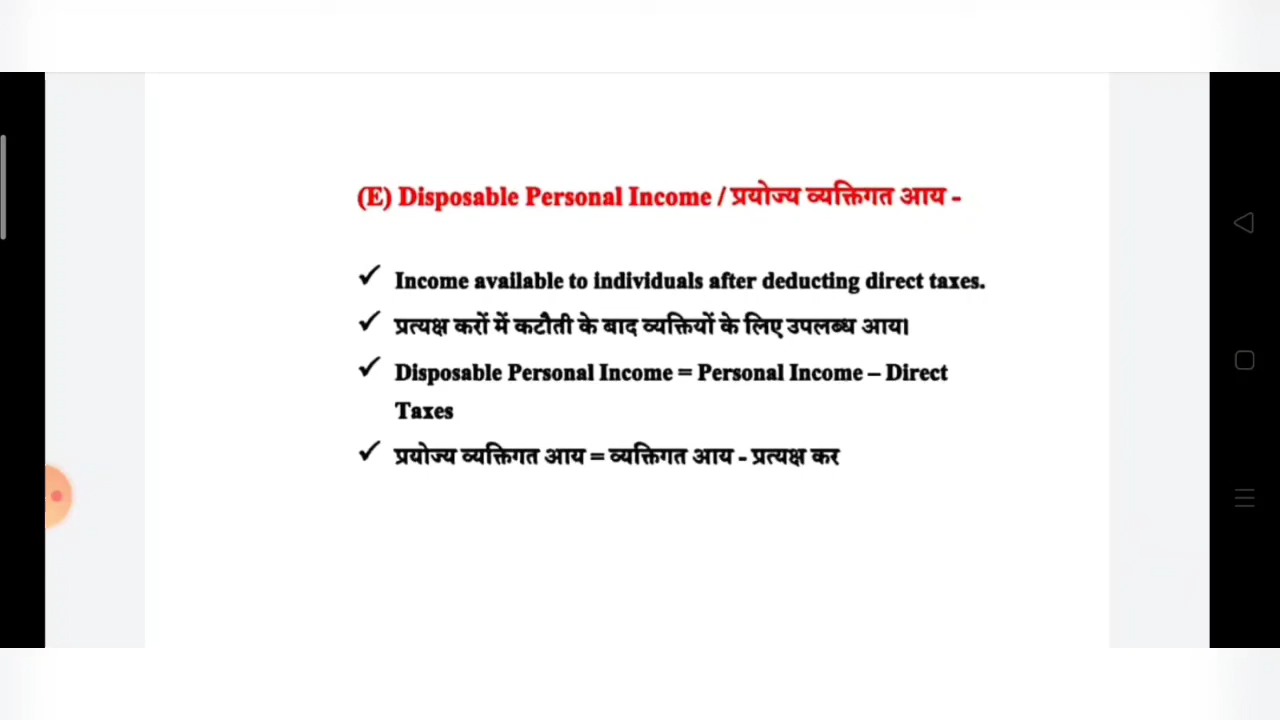 (E) Disposable Personal Income / प्रयोज्य व्यक्तिगत आय -
✓ Income available to individuals after deducting direct taxes.
✓ प्रत्यक्ष करों में कटौती के बाद व्यक्तियों के लिए उपलब्ध आय।
✓ Disposable Personal Income = Personal Income – Direct
Taxes
✓ प्रयोज्य व्यक्तिगत आय = व्यक्तिगत आय - प्रत्यक्ष कर